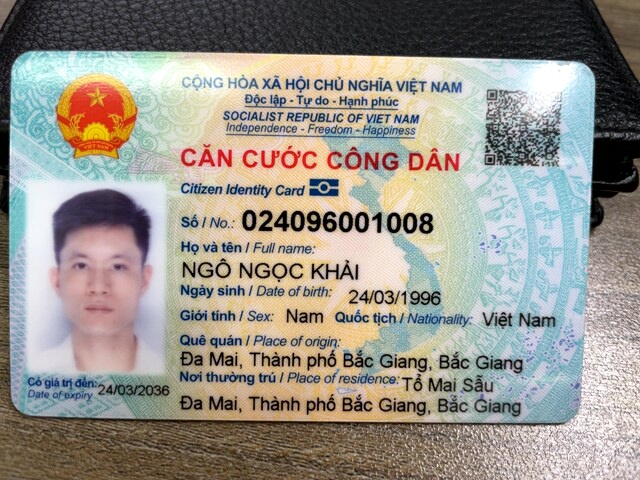 CỘNG HÒA XÃ HỘI CHỦ NGHĨA VIỆT NAM
Độc lập - Tự do - Hạnh phúc
SOCIALIST REPUBLIC OF VIET NAM
Independence - Freedom - Happiness
CĂN CƯỚC CÔNG DÂN
Citizen Identity Card
Số / No.: 024096001008
Họ và tên / Full name:
NGÔ NGỌC KHẢI
Ngày sinh / Date of birth: 24/03/1996
Giới tính / Sex: Nam Quốc tịch / Nationality: Việt Nam
Quê quán / Place of origin:
Đa Mai, Thành phố Bắc Giang, Bắc Giang
Nơi thường trú / Place of residence: Tổ Mai Sẫu
Đa Mai, Thành phố Bắc Giang, Bắc Giang
Có giá trị đến: 24/03/2036
Date of expiry
VIỆT NAM